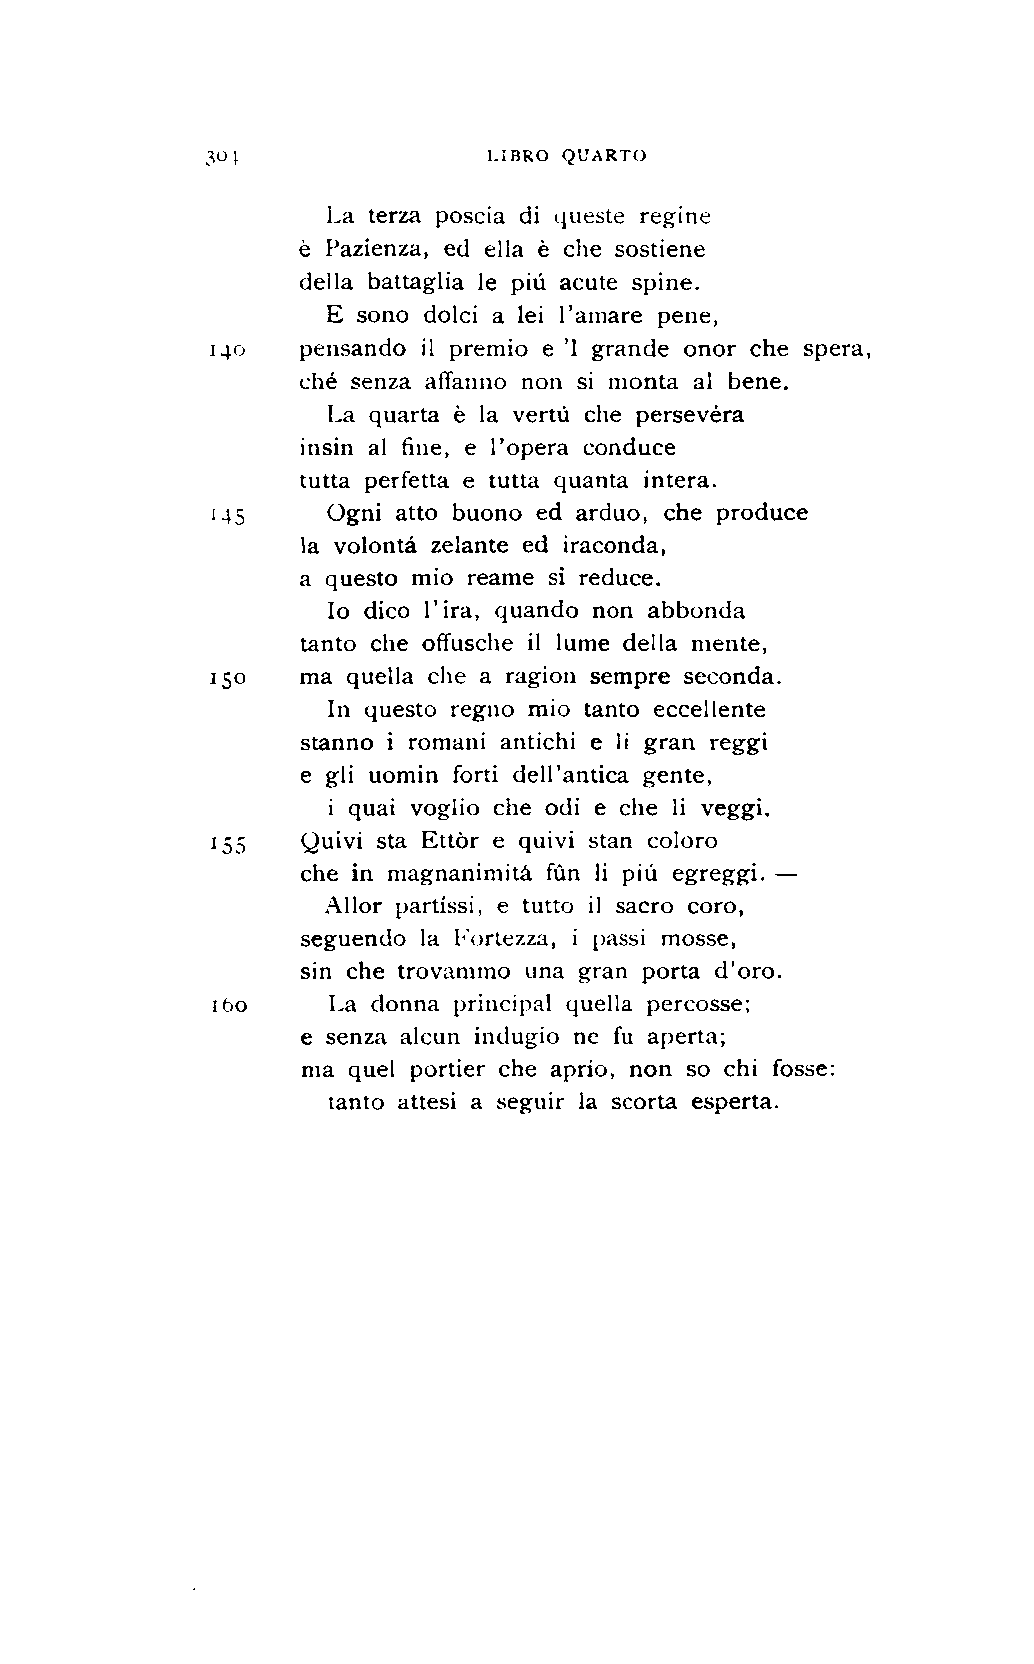 304 LIBRO QUARTO
La terza poscia di queste regine
è Pazienza, ed ella è che sostiene
della battaglia le piú acute spine.
E sono dolci a lei l'amare pene,
140 pensando il premio e 'l grande onor che spera,
ché senza affanno non si monta al bene.
La quarta è la vertú che persevéra
insin al fine, e l'opera conduce
tutta perfetta e tutta quanta intera.
145 Ogni atto buono ed arduo, che produce
la volontá zelante ed iraconda,
a questo mio reame si reduce.
Io dico l'ira, quando non abbonda
tanto che offusche il lume della mente,
150 ma quella che a ragion sempre seconda.
In questo regno mio tanto eccellente
stanno i romani antichi e li gran reggi
e gli uomin forti dell'antica gente,
i quai voglio che odi e che li veggi.
155 Quivi sta Ettòr e quivi stan coloro
che in magnanimitá fûn li piú egreggi. —
Allor partíssi, e tutto il sacro coro,
seguendo la Fortezza, i passi mosse,
sin che trovammo una gran porta d'oro.
160 La donna principal quella percosse;
e senza alcun indugio ne fu aperta;
ma quel portier che aprio, non so chi fosse:
tanto attesi a seguir la scorta esperta.